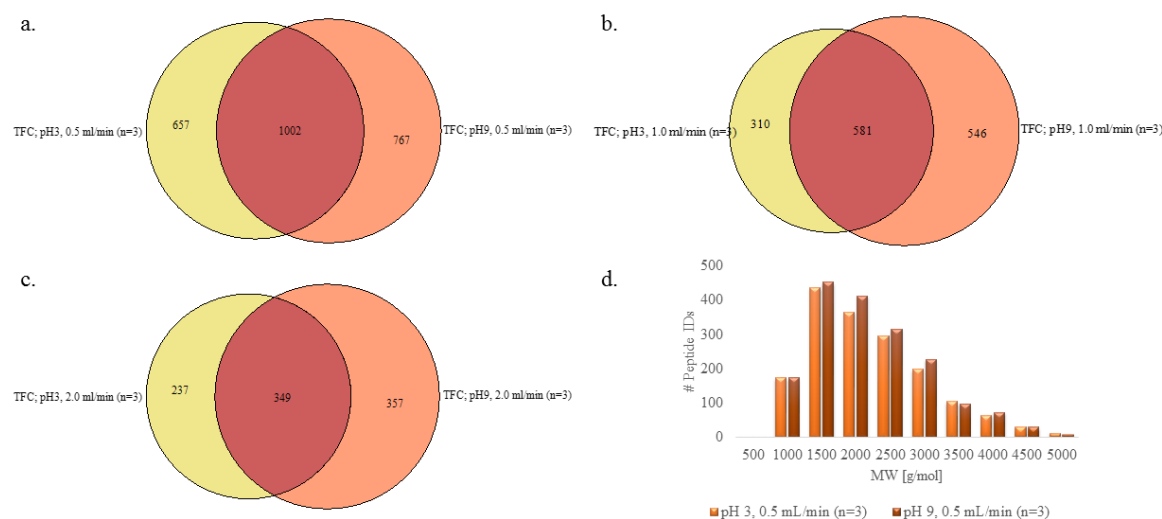 a.
657
1002
767
TFC; pH3, 0.5 ml/min (n=3)
TFC; pH9, 0.5 ml/min (n=3)
b.
310
581
546
TFC; pH3, 1.0 ml/min (n=3)
TFC; pH9, 1.0 ml/min (n=3)
c.
237
349
357
TFC; pH3, 2.0 ml/min (n=3)
TFC; pH9, 2.0 ml/min (n=3)
d.
# Peptide IDs
500
400
300
200
100
0
500 1000 1500 2000 2500 3000 3500 4000 4500 5000
MW [g/mol]
pH 3, 0.5 mL/min (n=3)
pH 9, 0.5 mL/min (n=3)